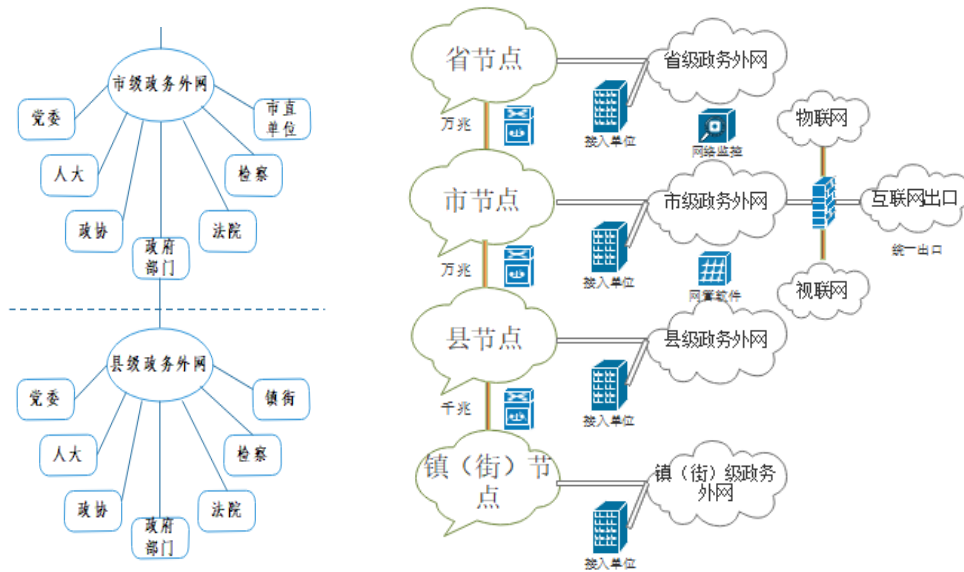 市级政务外网
党委
市直
单位
人大
检察
政协
法院
政府
部门
县级政务外网
党委
镇街
人大
检察
政协
法院
政府
部门
省节点
省级政务外网
万兆
接入单位
网络监控
物联网
市节点
市级政务外网
互联网出口
统一出口
万兆
接入单位
网管软件
视联网
县节点
县级政务外网
千兆
接入单位
镇（街）节
点
镇（街）级政务
外网
接入单位